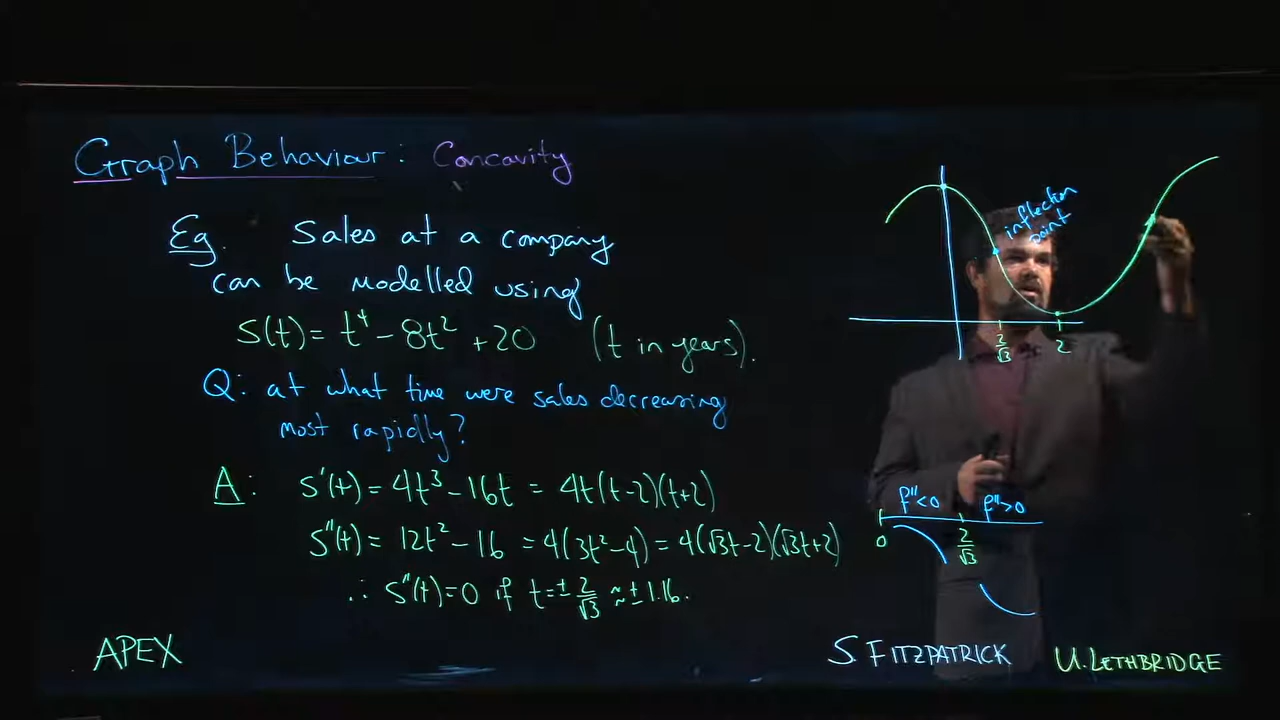 Graph Behaviour: Concavity
Eg. Sales at a company
can be modelled using
S(t) = t⁴ - 8t² + 20 (t in years).
Q: at what time were sales decreasing
most rapidly?
A: S'(t) = 4t³ - 16t = 4t(t-2)(t+2)
S''(t) = 12t² - 16 = 4(3t² - 4) = 4(√3t-2)(√3t+2)
∴ S''(t)=0 if t=± 2/√3 ≈ ±1.16.
inflection
point
2/√3 2
f''<0 f''>0
0 2/√3
APEX
S. FITZPATRICK
U. LETHBRIDGE